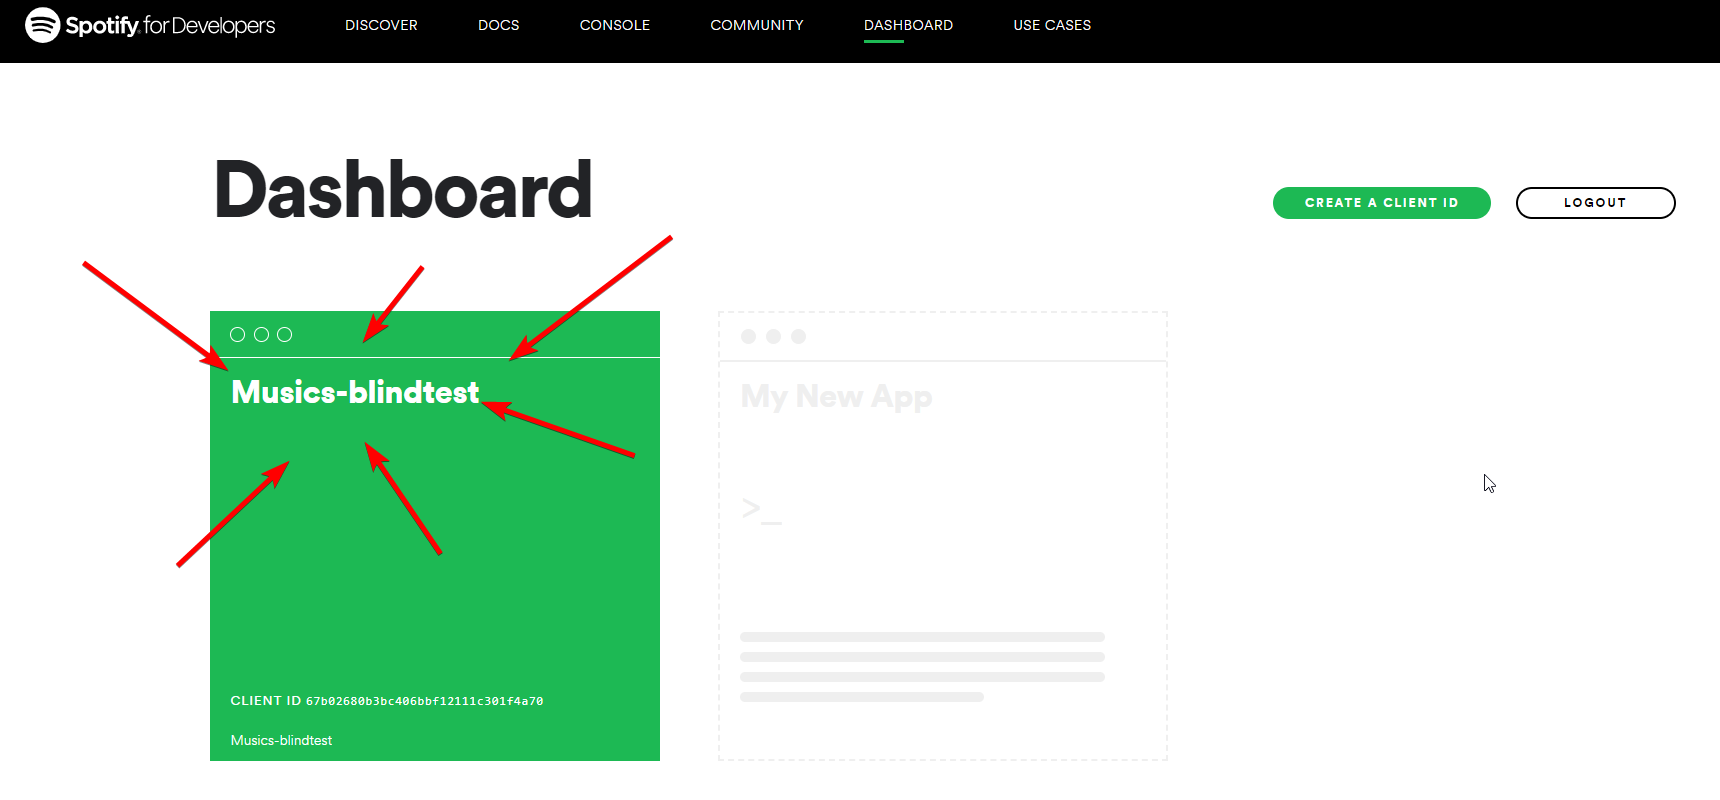 Spotify for Developers DISCOVER DOCS CONSOLE COMMUNITY DASHBOARD USE CASES
Dashboard
CREATE A CLIENT ID LOGOUT
Musics-blindtest
CLIENT ID 67b02680b3bc406bbf12111c301f4a70
Musics-blindtest
My New App
>_